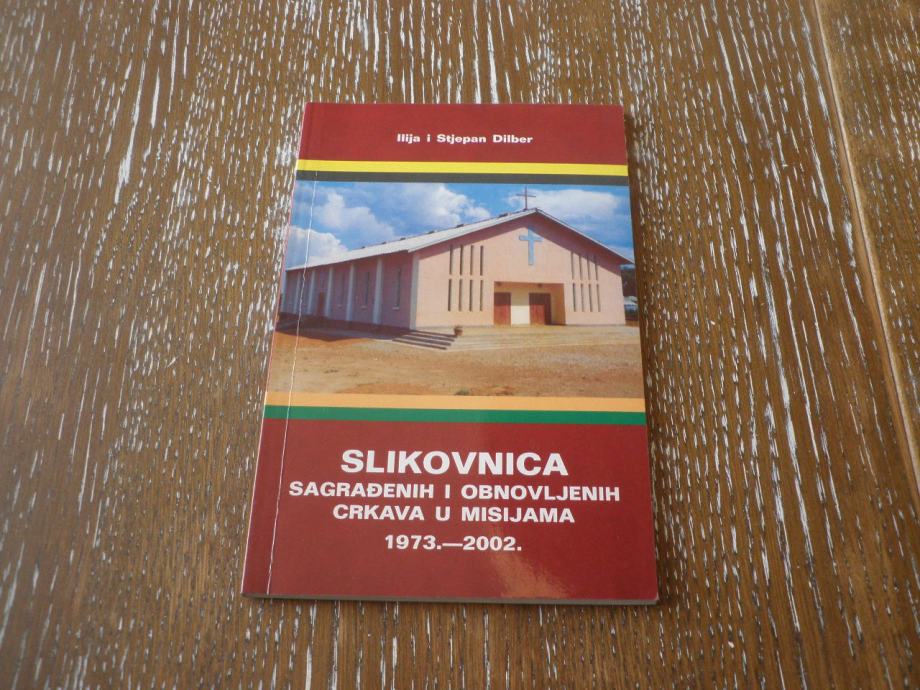 Ilija i Stjepan Dilber
SLIKOVNICA
SAGRAĐENIH I OBNOVLJENIH
CRKAVA U MISIJAMA
1973.—2002.